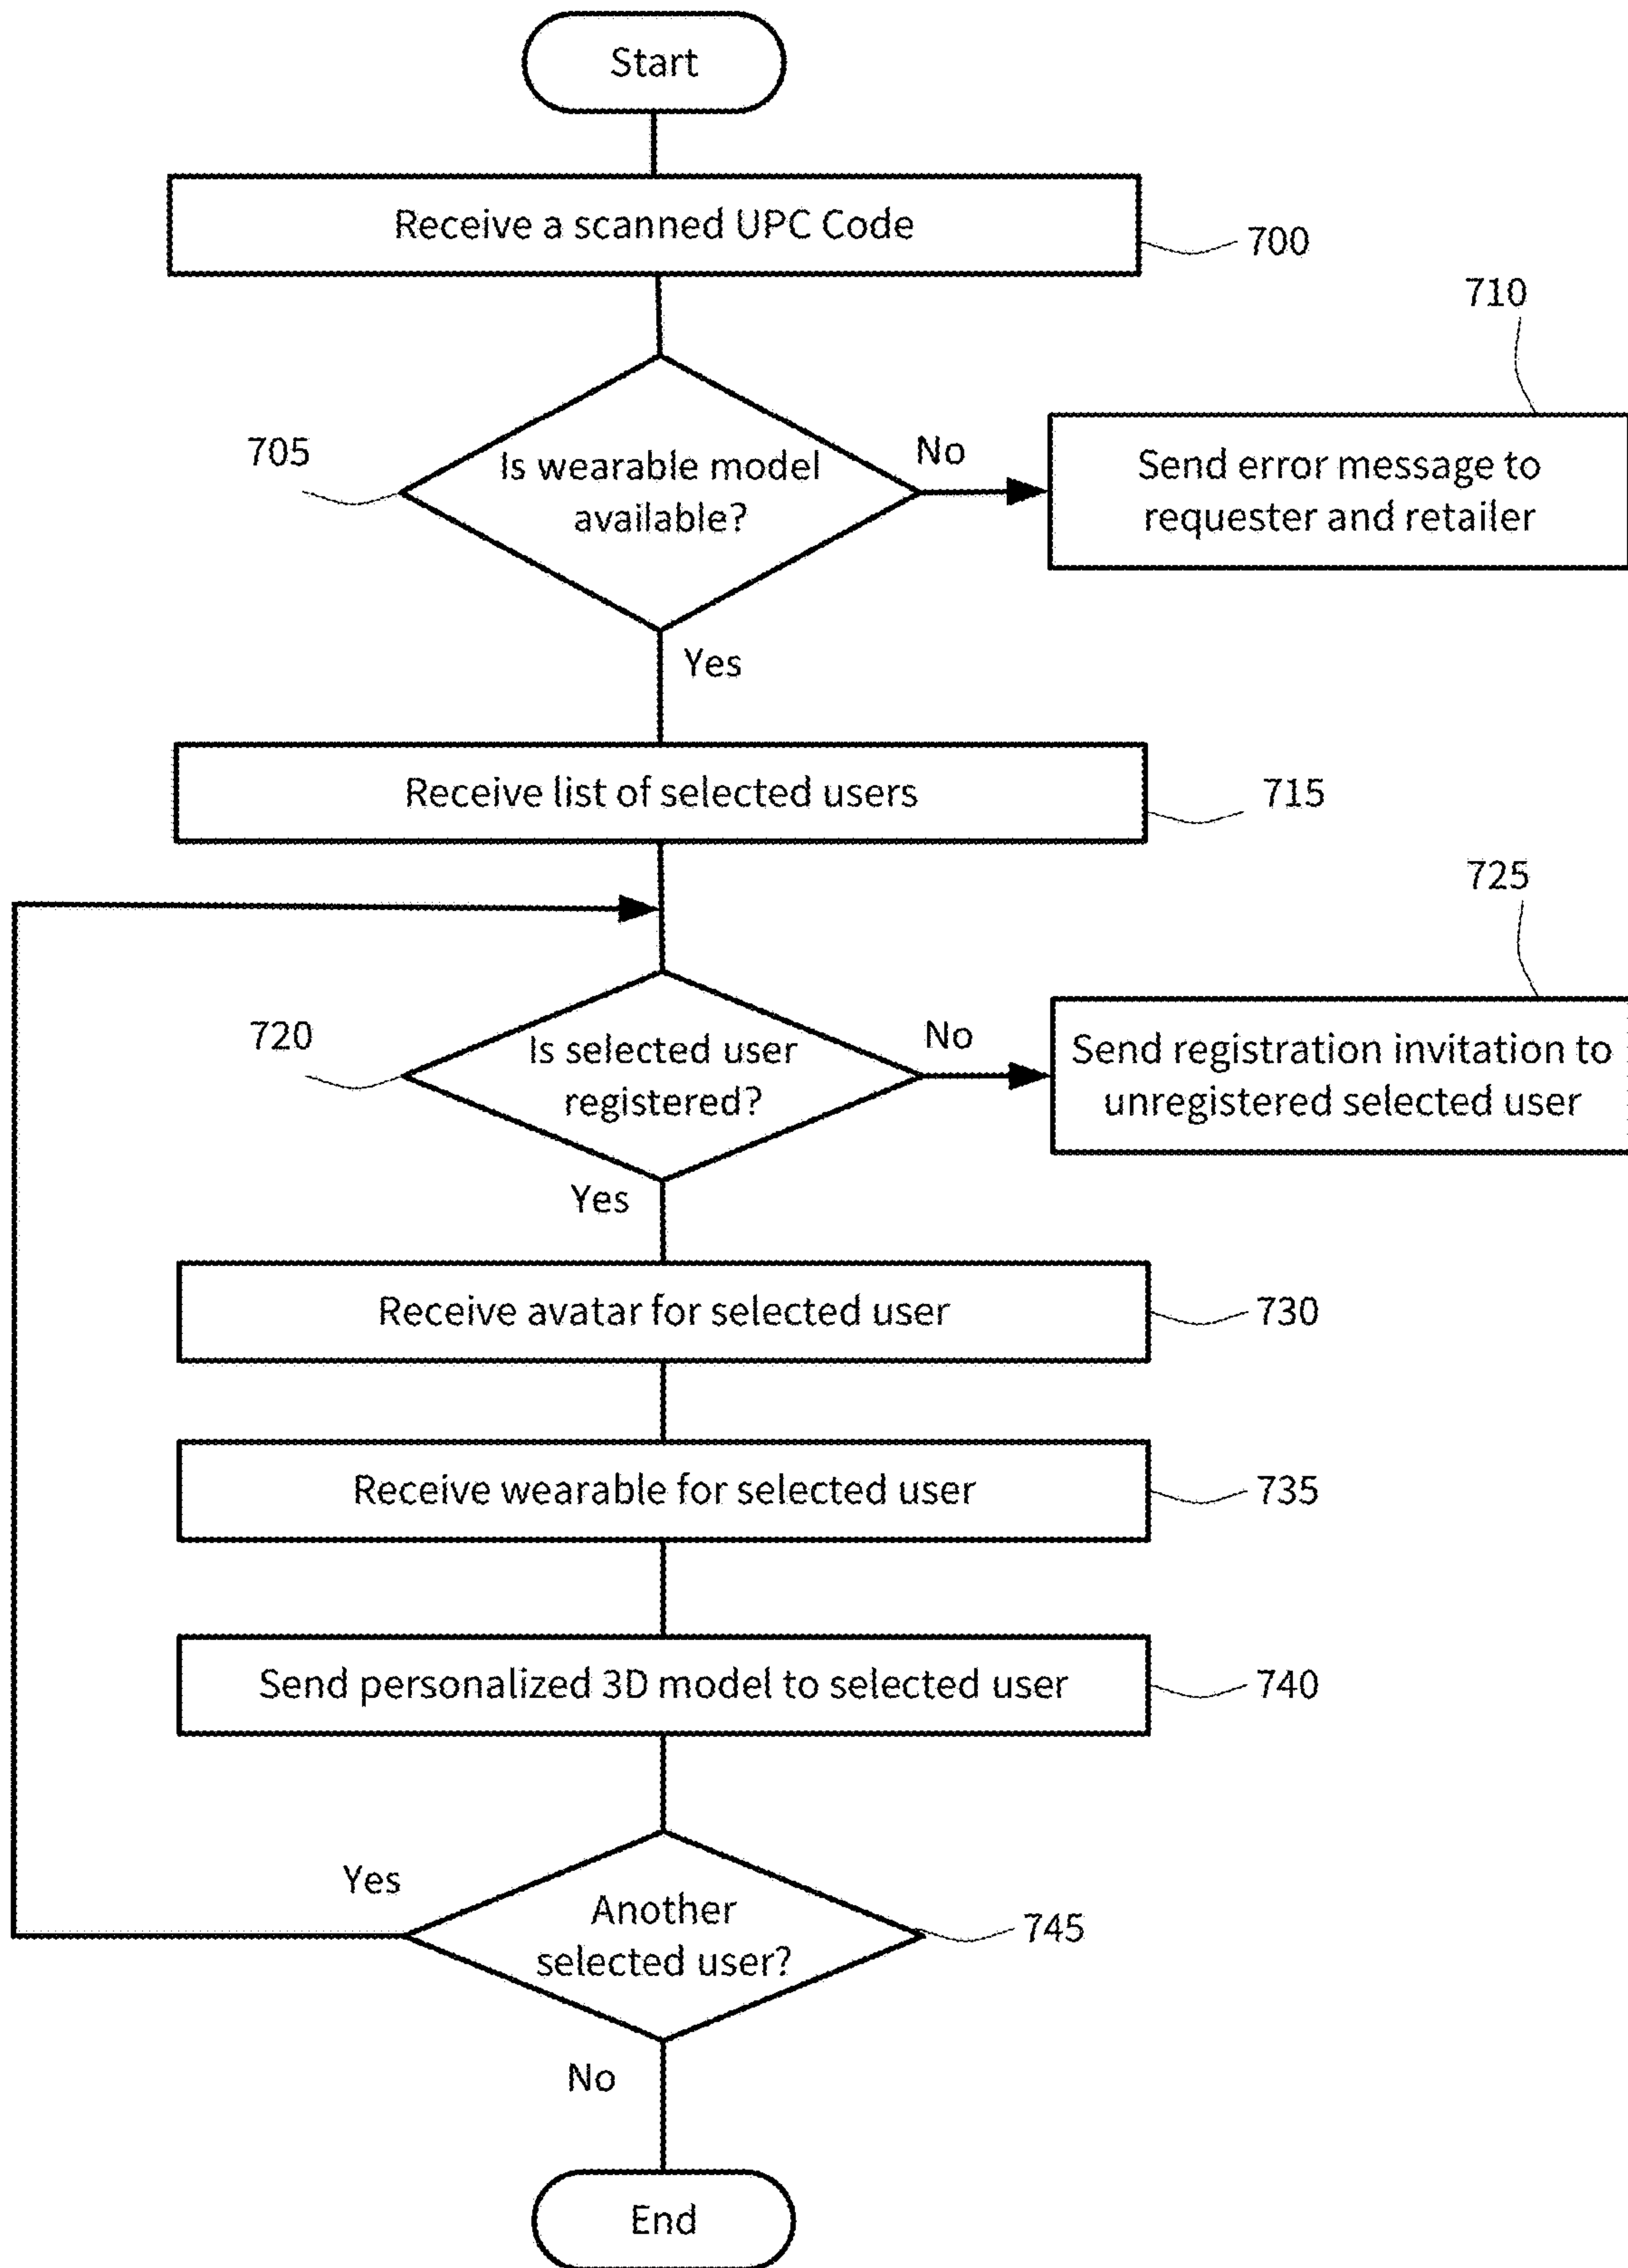 Start
Receive a scanned UPC Code
700
710
705
Is wearable model
available?
No
Send error message to
requester and retailer
Yes
Receive list of selected users
715
725
720
Is selected user
registered?
No
Send registration invitation to
unregistered selected user
Yes
Receive avatar for selected user
730
Receive wearable for selected user
735
Send personalized 3D model to selected user
740
Yes
Another
selected user?
745
No
End